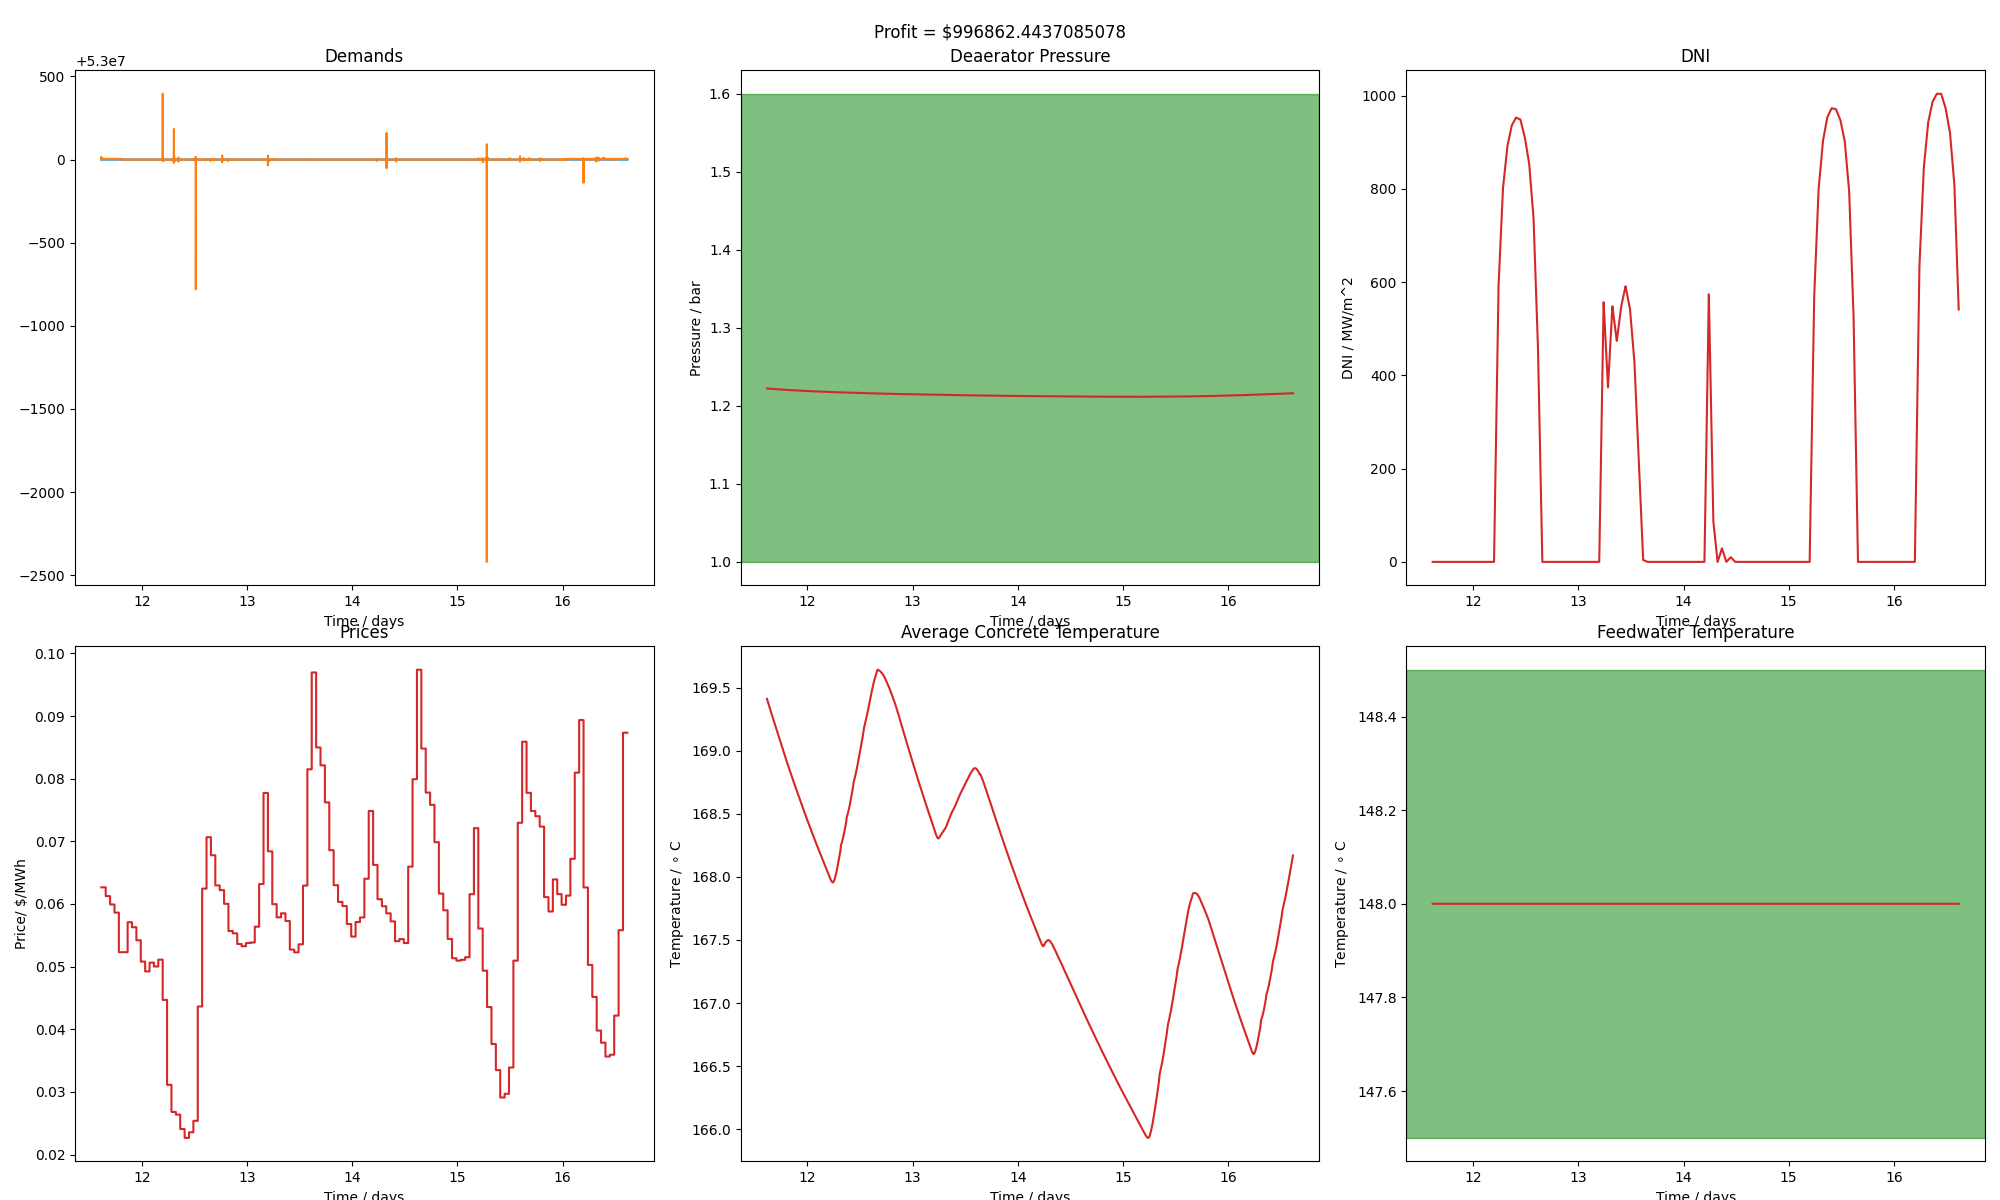 Profit = $996862.4437085078
Demands
+5.3e7
500
0
−500
−1000
−1500
−2000
−2500
12 13 14 15 16
Time / days
Deaerator Pressure
Pressure / bar
1.6
1.5
1.4
1.3
1.2
1.1
1.0
12 13 14 15 16
Time / days
DNI
DNI / MW/m^2
1000
800
600
400
200
0
12 13 14 15 16
Time / days
Prices
Price/ $/MWh
0.10
0.09
0.08
0.07
0.06
0.05
0.04
0.03
0.02
12 13 14 15 16
Time / days
Average Concrete Temperature
Temperature / ∘ C
169.5
169.0
168.5
168.0
167.5
167.0
166.5
166.0
12 13 14 15 16
Time / days
Feedwater Temperature
Temperature / ∘ C
148.4
148.2
148.0
147.8
147.6
12 13 14 15 16
Time / days